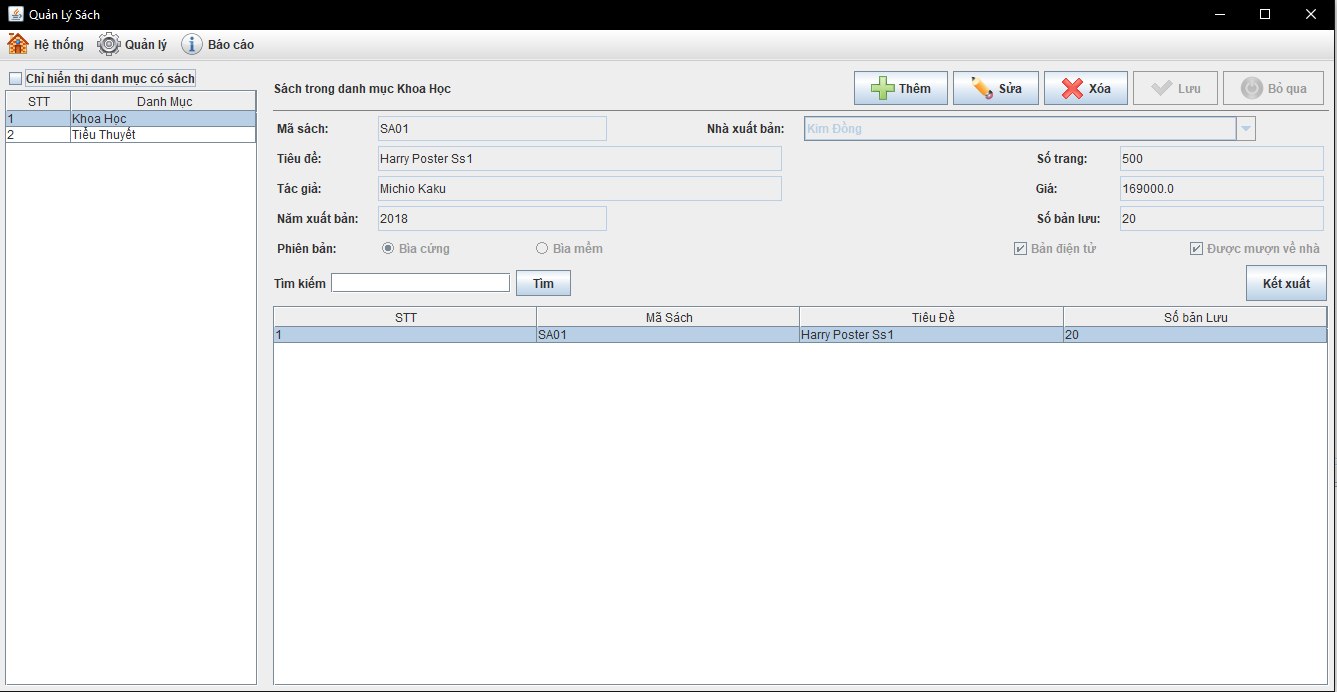 Quản Lý Sách
Hệ thống Quản lý Báo cáo
Chỉ hiển thị danh mục có sách
STT Danh Mục
1 Khoa Học
2 Tiểu Thuyết
Sách trong danh mục Khoa Học
Thêm Sửa Xóa Lưu Bỏ qua
Mã sách: SA01 Nhà xuất bản: Kim Đồng
Tiêu đề: Harry Poster Ss1 Số trang: 500
Tác giả: Michio Kaku Giá: 169000.0
Năm xuất bản: 2018 Số bản lưu: 20
Phiên bản: Bìa cứng Bìa mềm Bản điện tử Được mượn về nhà
Tìm kiếm Tìm Kết xuất
STT Mã Sách Tiêu Đề Số bản Lưu
1 SA01 Harry Poster Ss1 20